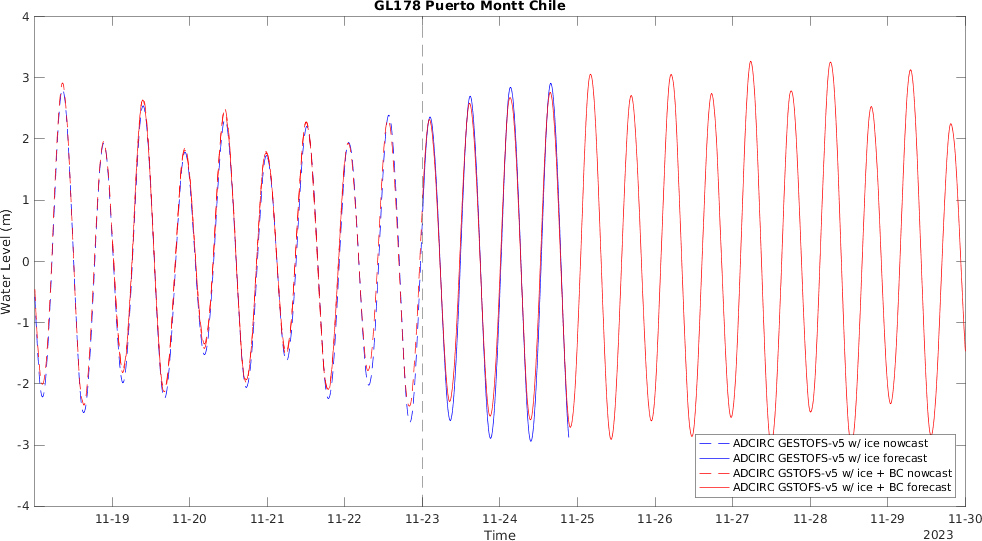 GL178 Puerto Montt Chile
4
3
2
1
0
-1
-2
-3
-4
Water Level (m)
ADCIRC GESTOFS-v5 w/ ice nowcast
ADCIRC GESTOFS-v5 w/ ice forecast
ADCIRC GSTOFS-v5 w/ ice + BC nowcast
ADCIRC GSTOFS-v5 w/ ice + BC forecast
11-19 11-20 11-21 11-22 11-23 11-24 11-25 11-26 11-27 11-28 11-29 11-30
Time
2023